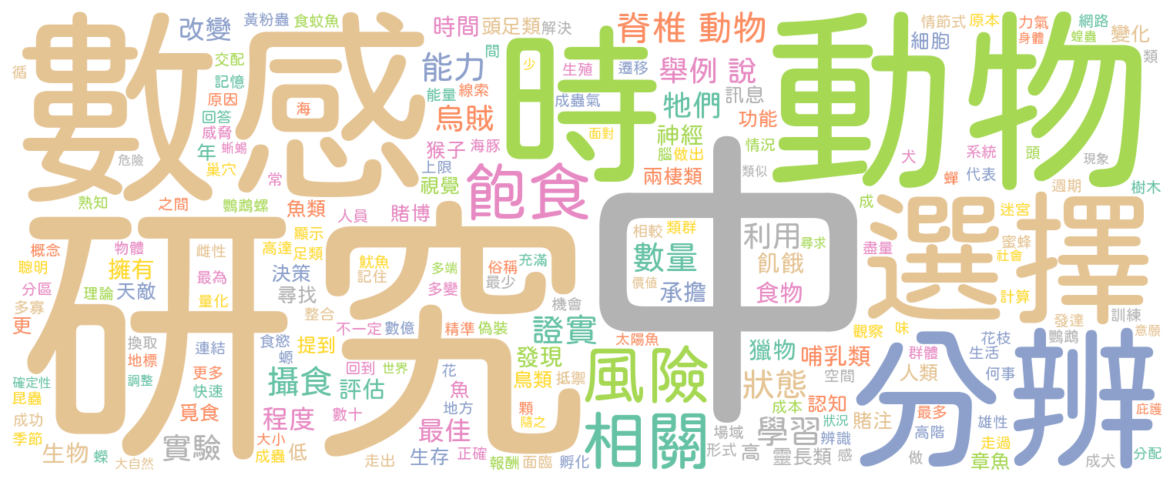 數感
時
動物
研究
中
選擇
分辨
飽食
風險
相關
脊椎 動物
舉例 說
能力
烏賊
牠們
改變
黃粉蟲
食蚊魚
時間
頭足類
解決
情節式
原本
力氣
網路
變化
身體
蝗蟲
細胞
類
循
交配
記憶
間
少
生殖
遷移
訊息
能量
線索
成蟲氣
功能
原因
回答
海
威脅
年
蜥蜴
猴子
海豚
面對
神經
情況
腦
做出
犬
系統
頭
蟬
代表
現象
危險
巢穴
常
上限
視覺
兩棲類
類似
週期
樹木
熟知
之間
鸚鵡螺
魚類
人員
賭博
成
迷宮
相較
類群
利用
尋求
盡量
蜜蜂
社會
概念
物體
雌性
顯示
高達
足類
魷魚
記住
多端
俗稱
充滿
最少
數量
飢餓
價值
聰明
擁有
最為
決策
分區
理論
天敵
量化
尋找
多變
承擔
食物
計算
多寡
更
整合
機會
訓練
換取
地標
連結
食慾
提到
不一定
數億
精準
偽裝
證實
太陽魚
觀察
味
發達
鸚鵡
意願
花枝
確定性
調整
更多
快速
螈
回到
世界
發現
獵物
哺乳類
群體
生活
昆蟲
攝食
評估
花
魚
鳥類
抵禦
狀態
空間
人類
何事
成功
覓食
程度
數十
地方
顆
隨之
成本
認知
賭注
最多
雄性
庇護
季節
大小
最佳
狀況
高階
生物
蠑
實驗
成蟲
低
生存
正確
場域
學習
辨識
走過
大自然
走出
報酬
面臨
孵化
形式
高
靈長類
感
做
章魚
成犬
分配